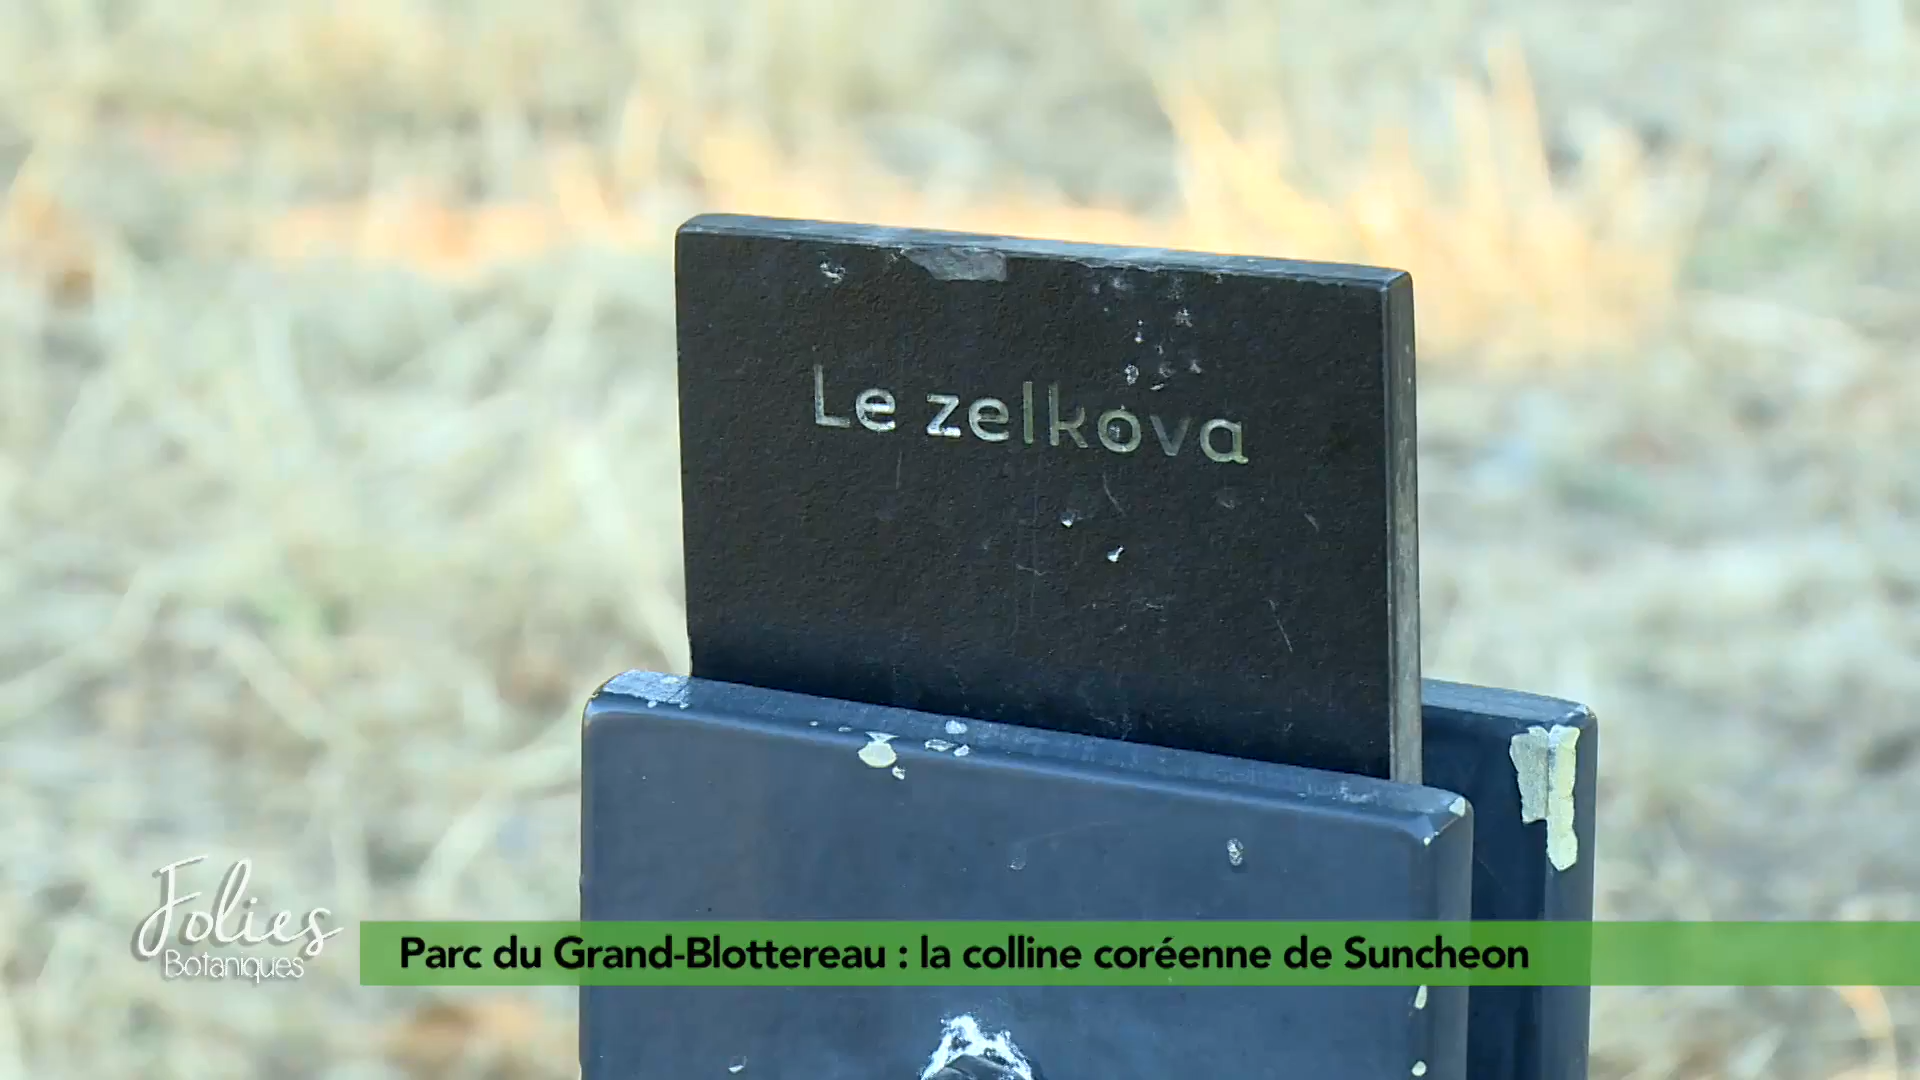 Le zelkova
Folies
Botaniques
Parc du Grand-Blottereau : la colline coréenne de Suncheon